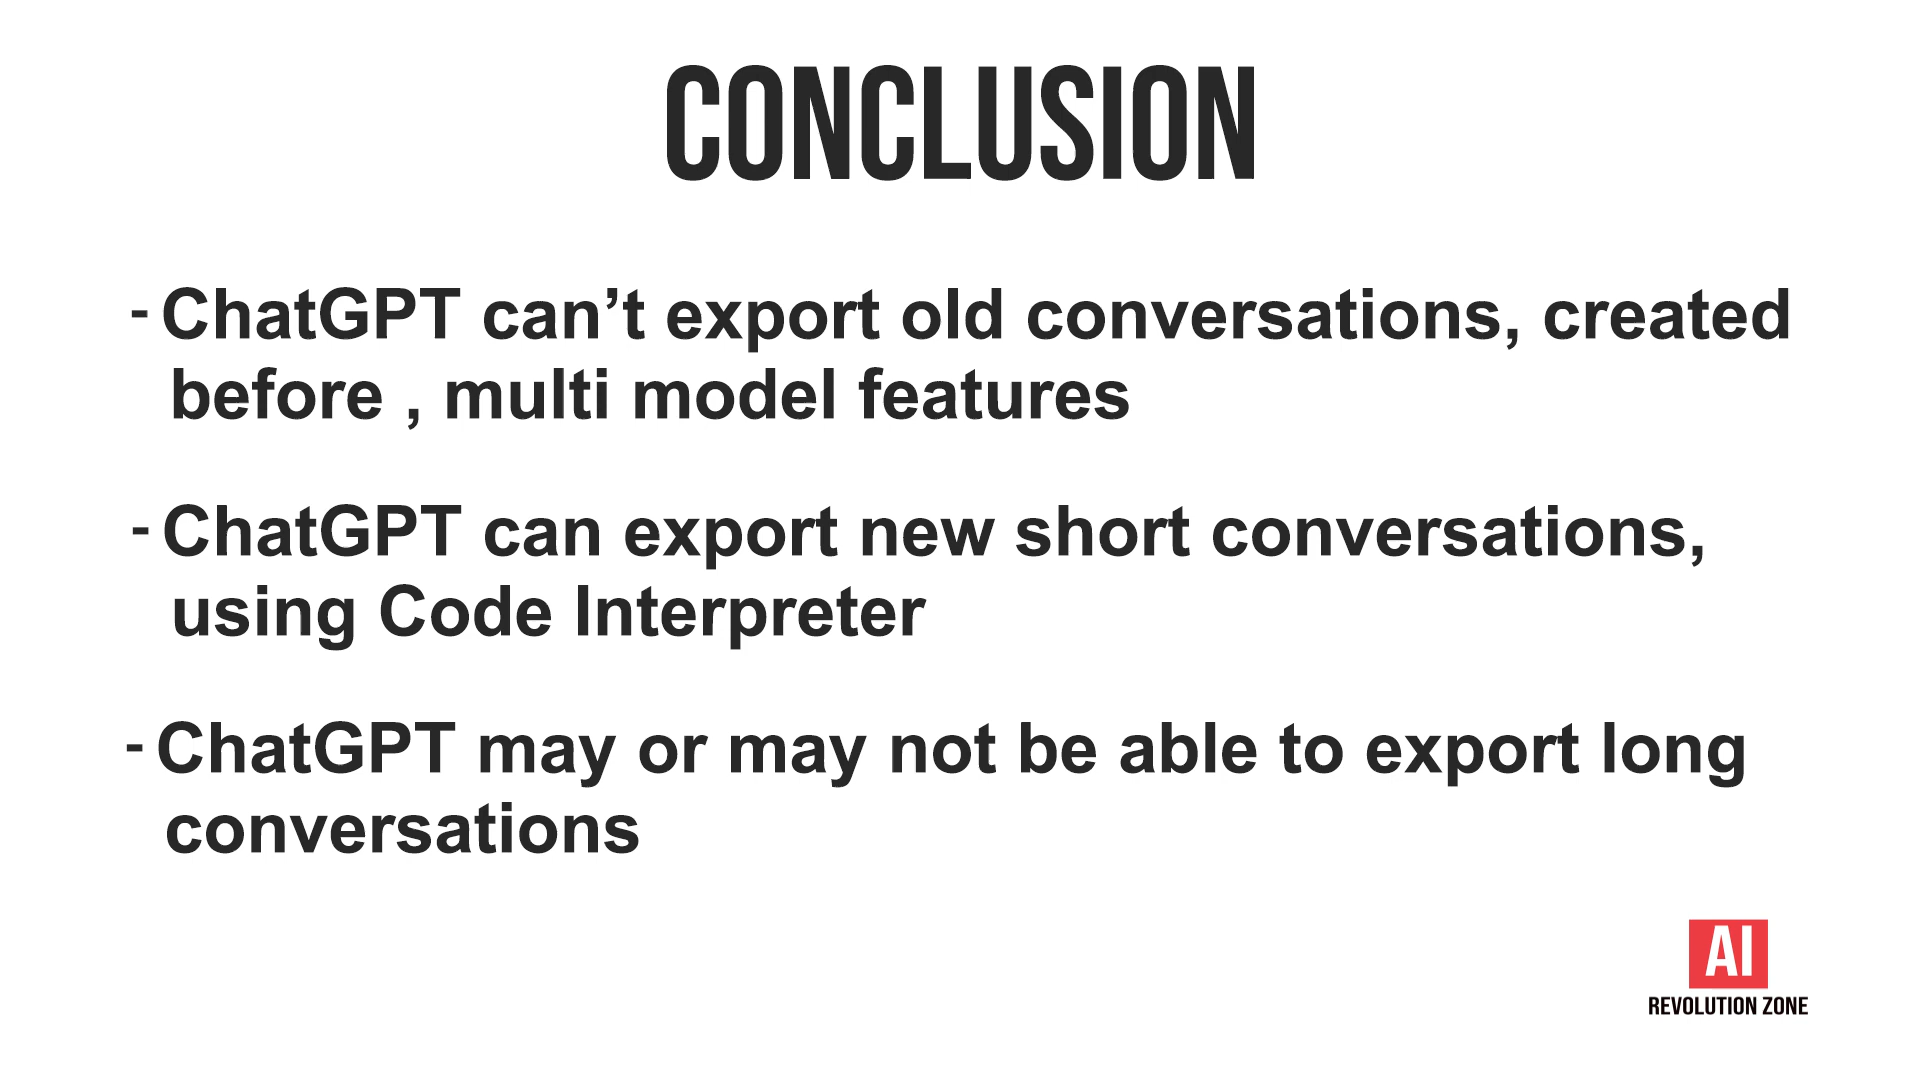 CONCLUSION
- ChatGPT can’t export old conversations, created
before , multi model features
- ChatGPT can export new short conversations,
using Code Interpreter
- ChatGPT may or may not be able to export long
conversations
AI
REVOLUTION ZONE